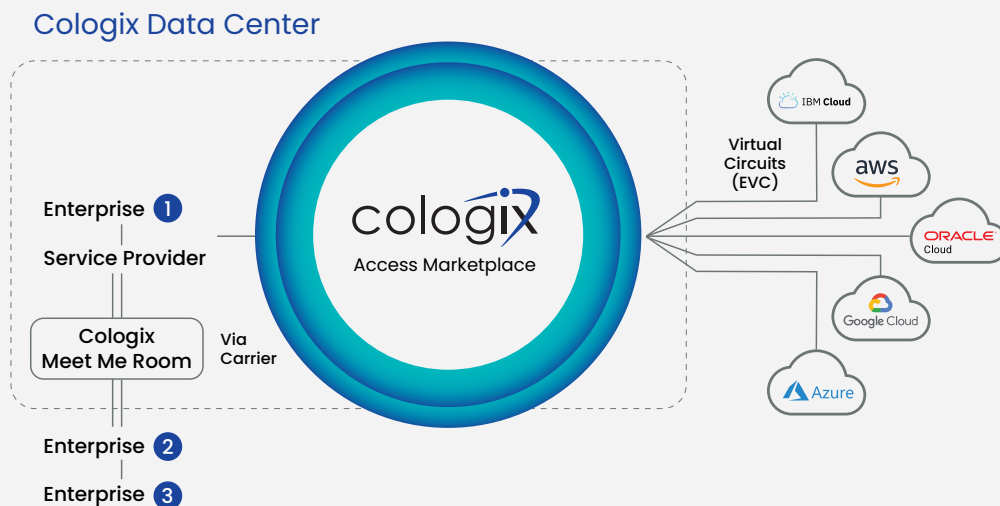 Cologix Data Center
Enterprise 1
Service Provider
Cologix
Meet Me Room
Via
Carrier
Enterprise 2
Enterprise 3
cologix
Access Marketplace
Virtual
Circuits
(EVC)
IBM Cloud
aws
ORACLE
Cloud
Google Cloud
Azure